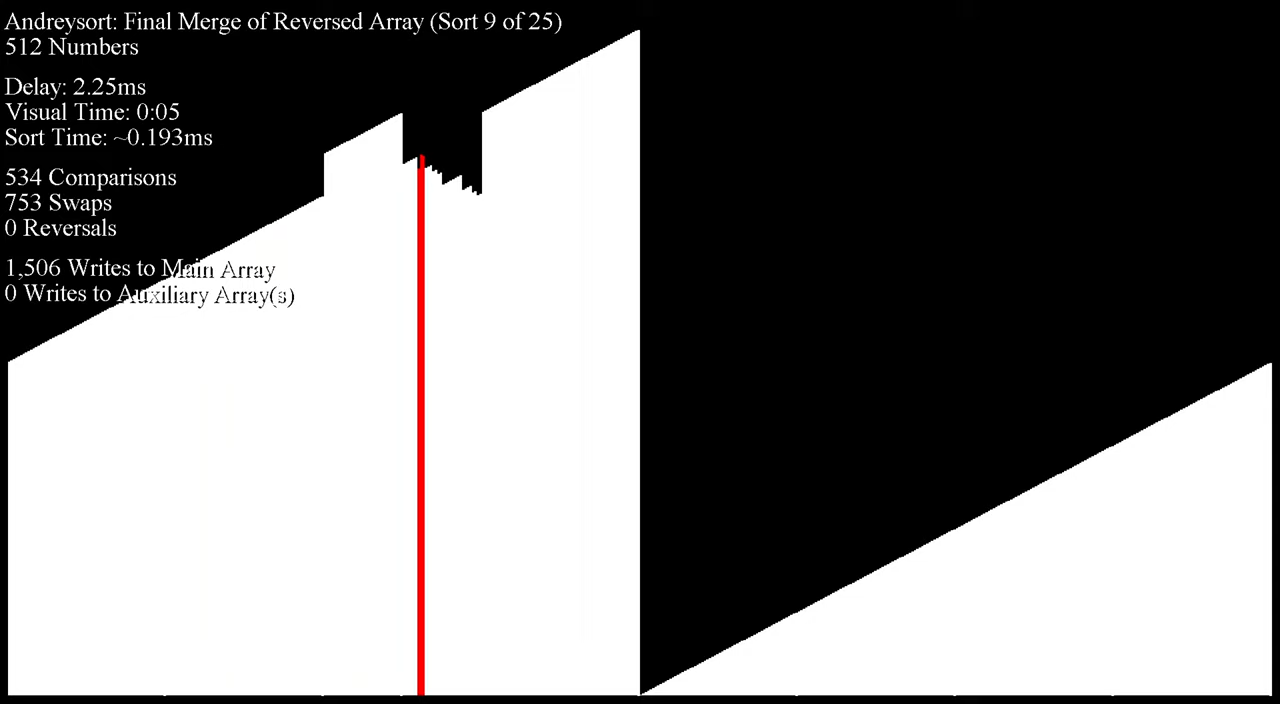 Andreysort: Final Merge of Reversed Array (Sort 9 of 25)
512 Numbers
Delay: 2.25ms
Visual Time: 0:05
Sort Time: ~0.193ms
534 Comparisons
753 Swaps
0 Reversals
1,506 Writes to Main Array
0 Writes to Auxiliary Array(s)